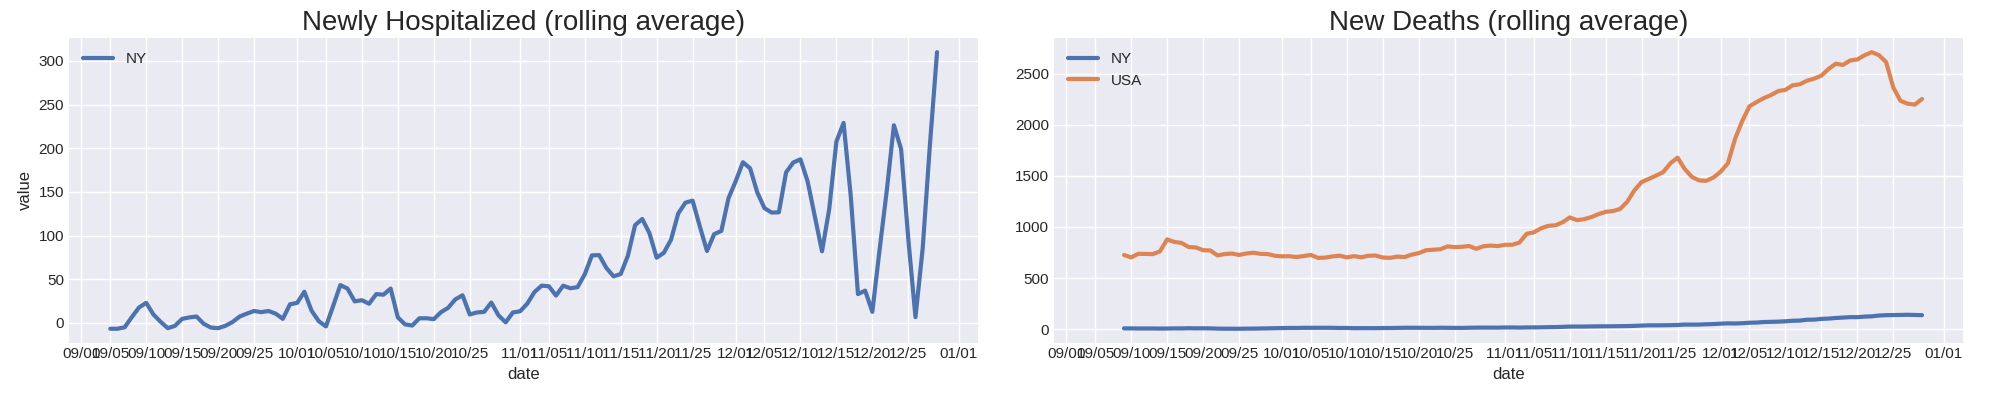 Newly Hospitalized (rolling average)
NY
300
250
200
150
100
50
0
value
09/01 09/05 09/10 09/15 09/20 09/25 10/01 10/05 10/10 10/15 10/20 10/25 11/01 11/05 11/10 11/15 11/20 11/25 12/01 12/05 12/10 12/15 12/20 12/25 01/01
date
New Deaths (rolling average)
NY
USA
2500
2000
1500
1000
500
0
09/01 09/05 09/10 09/15 09/20 09/25 10/01 10/05 10/10 10/15 10/20 10/25 11/01 11/05 11/10 11/15 11/20 11/25 12/01 12/05 12/10 12/15 12/20 12/25 01/01
date